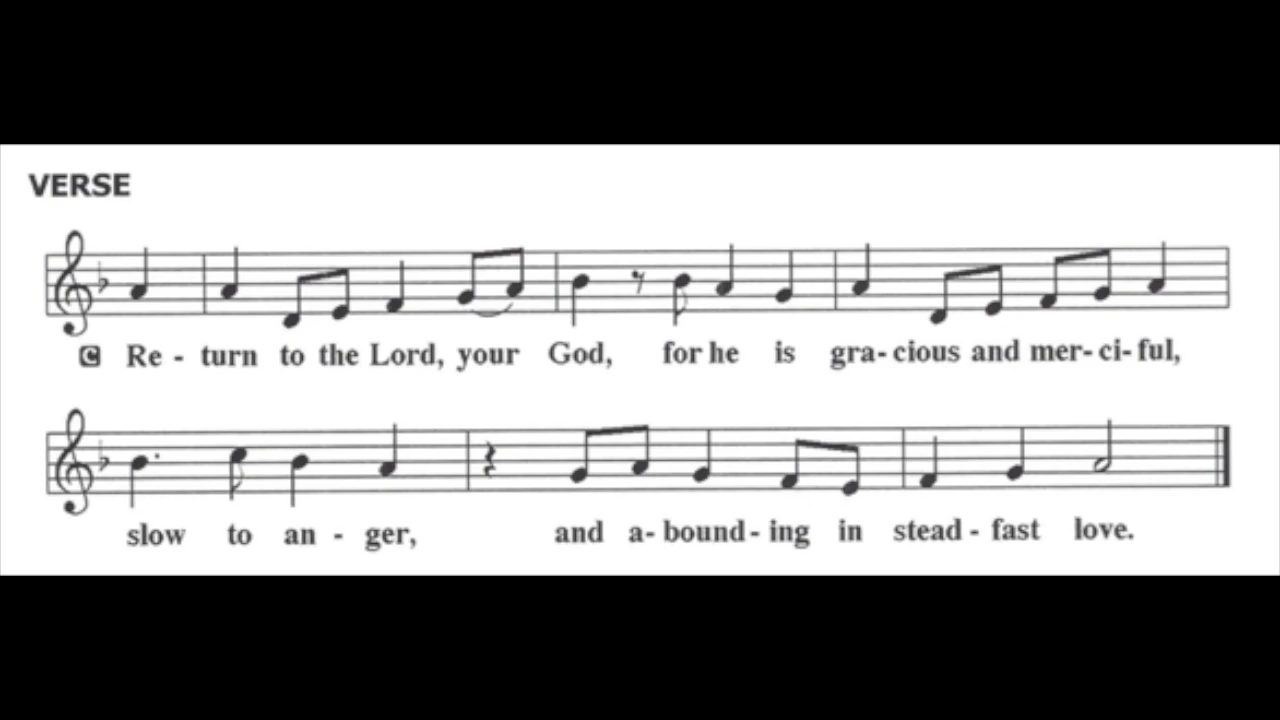 VERSE
C Re - turn to the Lord, your God, for he is gra- cious and mer- ci- ful,
slow to an - ger, and a- bound - ing in stead - fast love.